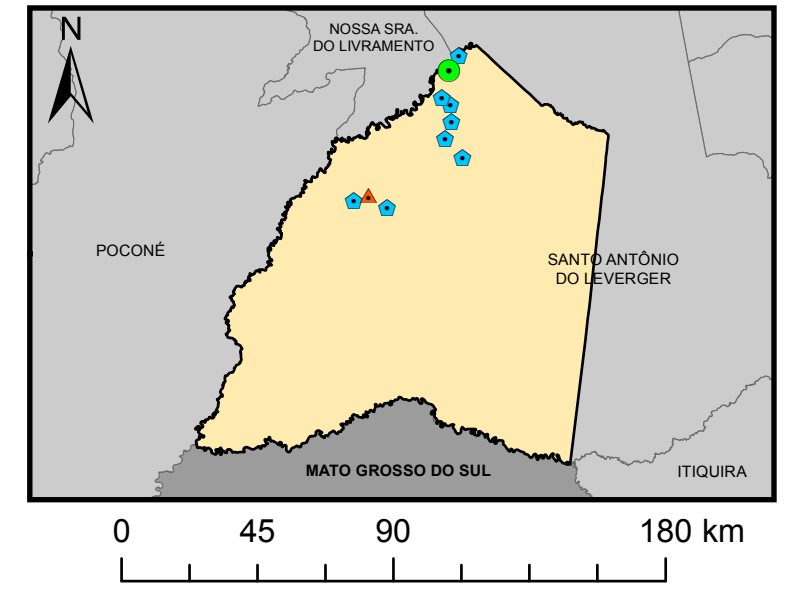 N
NOSSA SRA.
DO LIVRAMENTO
POCONÉ
SANTO ANTÔNIO
DO LEVERGER
MATO GROSSO DO SUL
ITIQUIRA
0 45 90 180 km